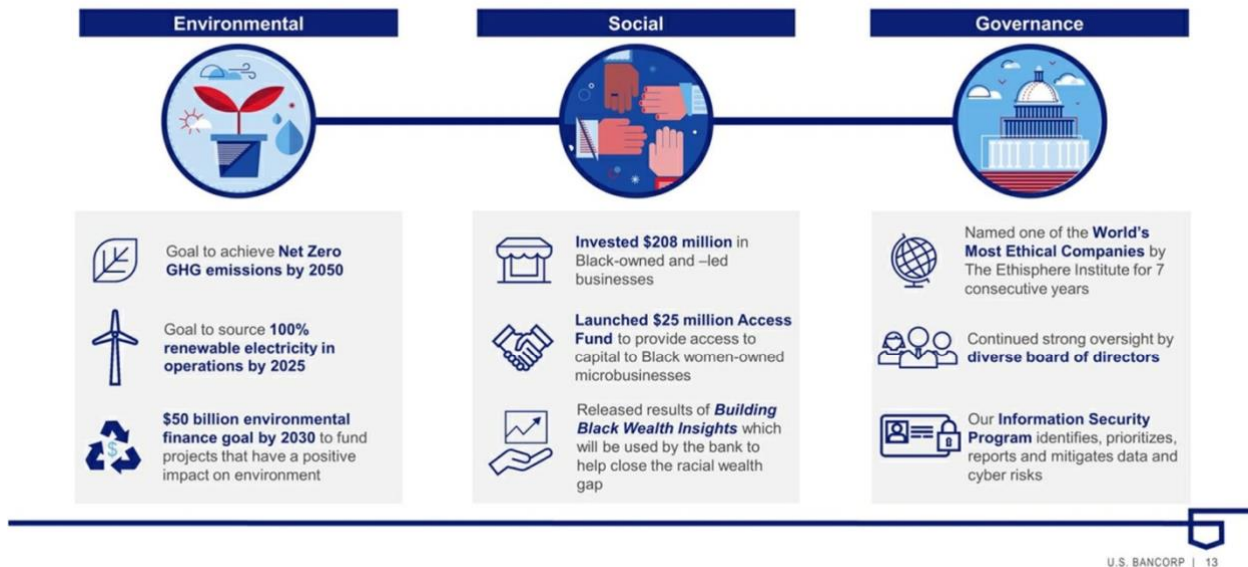 Environmental
Social
Governance
Goal to achieve Net Zero
GHG emissions by 2050
Goal to source 100%
renewable electricity in
operations by 2025
$50 billion environmental
finance goal by 2030 to fund
projects that have a positive
impact on environment
Invested $208 million in
Black-owned and –led
businesses
Launched $25 million Access
Fund to provide access to
capital to Black women-owned
microbusinesses
Released results of Building
Black Wealth Insights which
will be used by the bank to
help close the racial wealth
gap
Named one of the World's
Most Ethical Companies by
The Ethisphere Institute for 7
consecutive years
Continued strong oversight by
diverse board of directors
Our Information Security
Program identifies, prioritizes,
reports and mitigates data and
cyber risks
$
U.S. BANCORP | 13